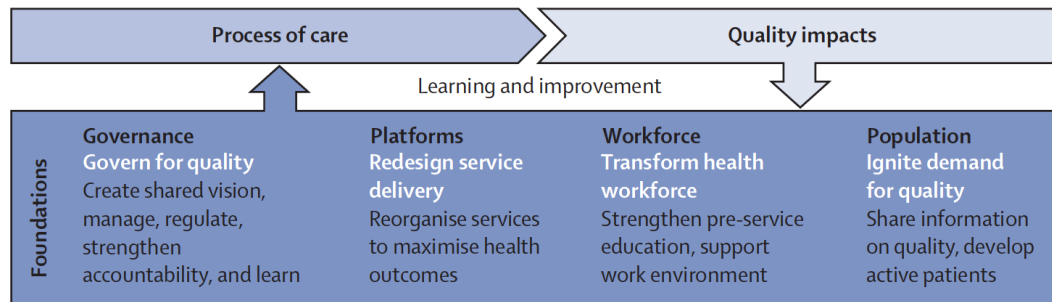 Process of care
Quality impacts
Learning and improvement
Foundations
Governance
Govern for quality
Create shared vision,
manage, regulate,
strengthen
accountability, and learn
Platforms
Redesign service
delivery
Reorganise services
to maximise health
outcomes
Workforce
Transform health
workforce
Strengthen pre-service
education, support
work environment
Population
Ignite demand
for quality
Share information
on quality, develop
active patients